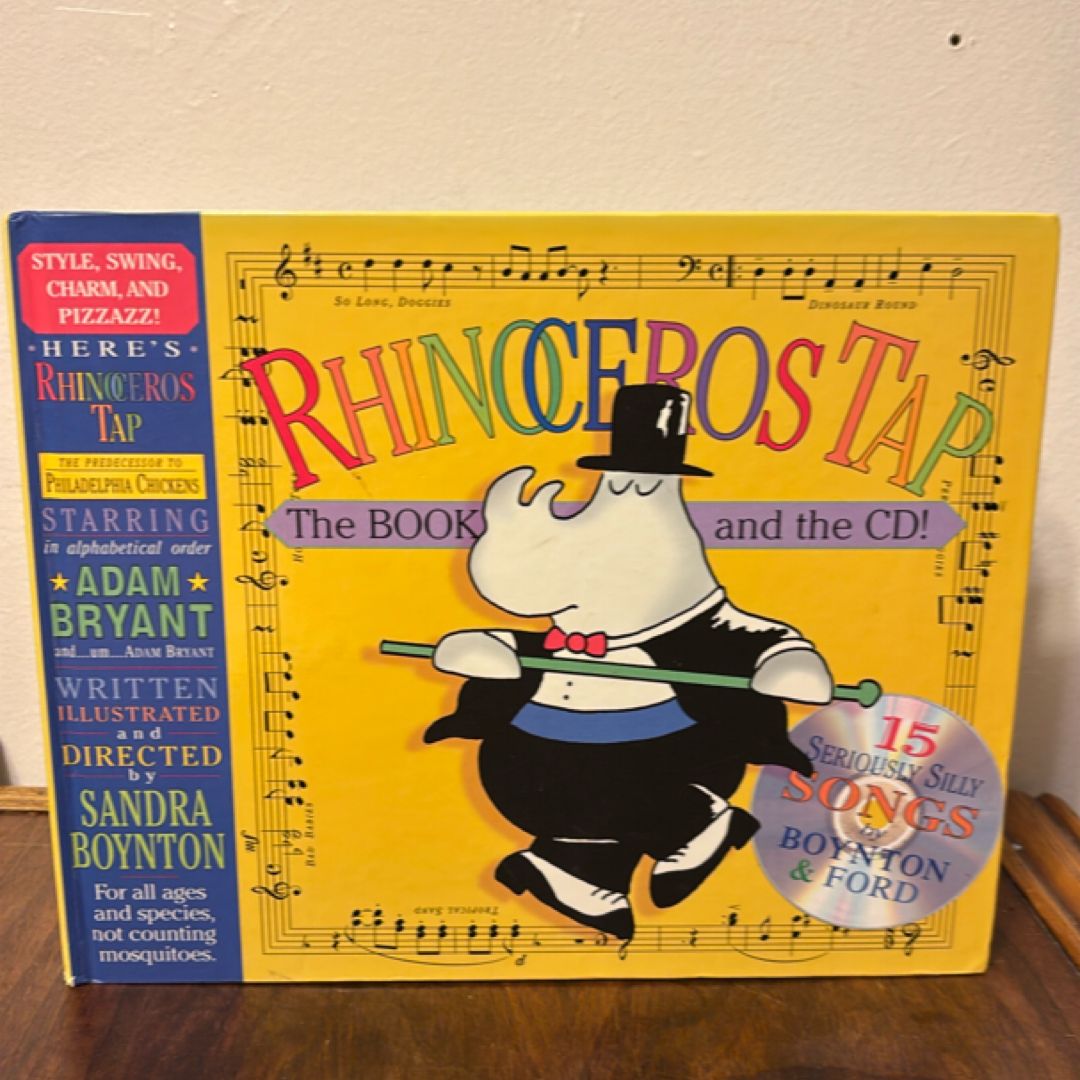 STYLE, SWING,
CHARM, AND
PIZZAZZ!
HERE'S
RHINOCEROS
TAP
THE PREDECESSOR TO
PHILADELPHIA CHICKENS
STARRING
in alphabetical order
ADAM
BRYANT
and...um...ADAM BRYANT
WRITTEN
ILLUSTRATED
and
DIRECTED
by
SANDRA
BOYNTON
For all ages
and species,
not counting
mosquitoes.
SO LONG, DOGGIES
DINOSAUR ROUND
RHINOCEROS TAP
The BOOK and the CD!
15
SERIOUSLY SILLY
SONGS
by
BOYNTON
& FORD
BAD BABIES
TROPICAL SAND